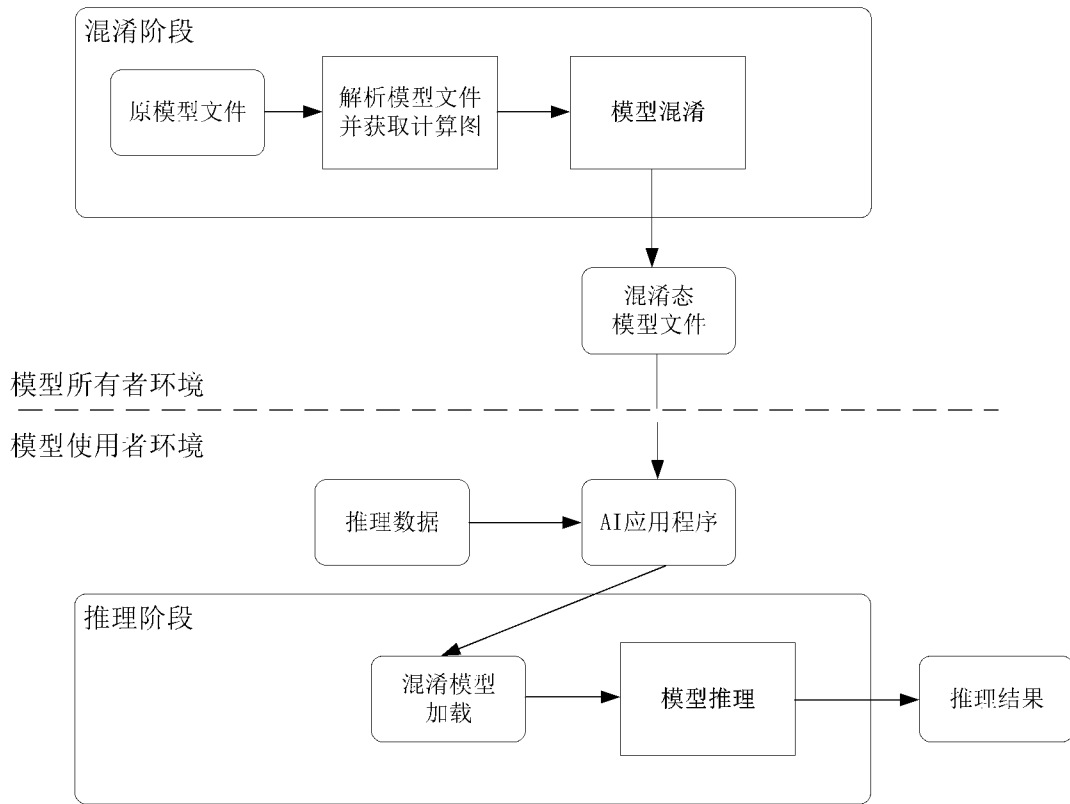 混淆阶段
原模型文件
解析模型文件
并获取计算图
模型混淆
混淆态
模型文件
模型所有者环境
模型使用者环境
推理数据
AI应用程序
推理阶段
混淆模型
加载
模型推理
推理结果